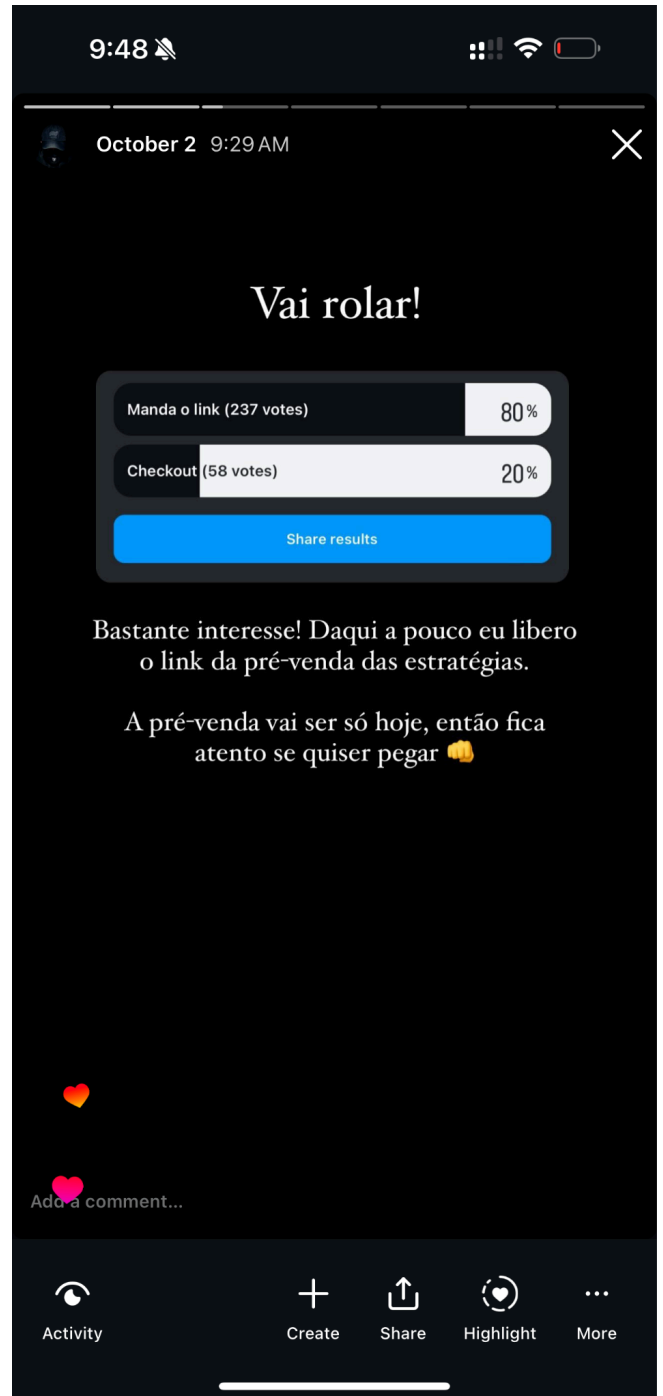 9:48
October 2 9:29 AM
Vai rolar!
Manda o link (237 votes) 80%
Checkout (58 votes) 20%
Share results
Bastante interesse! Daqui a pouco eu libero
o link da pré-venda das estratégias.
A pré-venda vai ser só hoje, então fica
atento se quiser pegar 👊
Add a comment...
Activity Create Share Highlight More